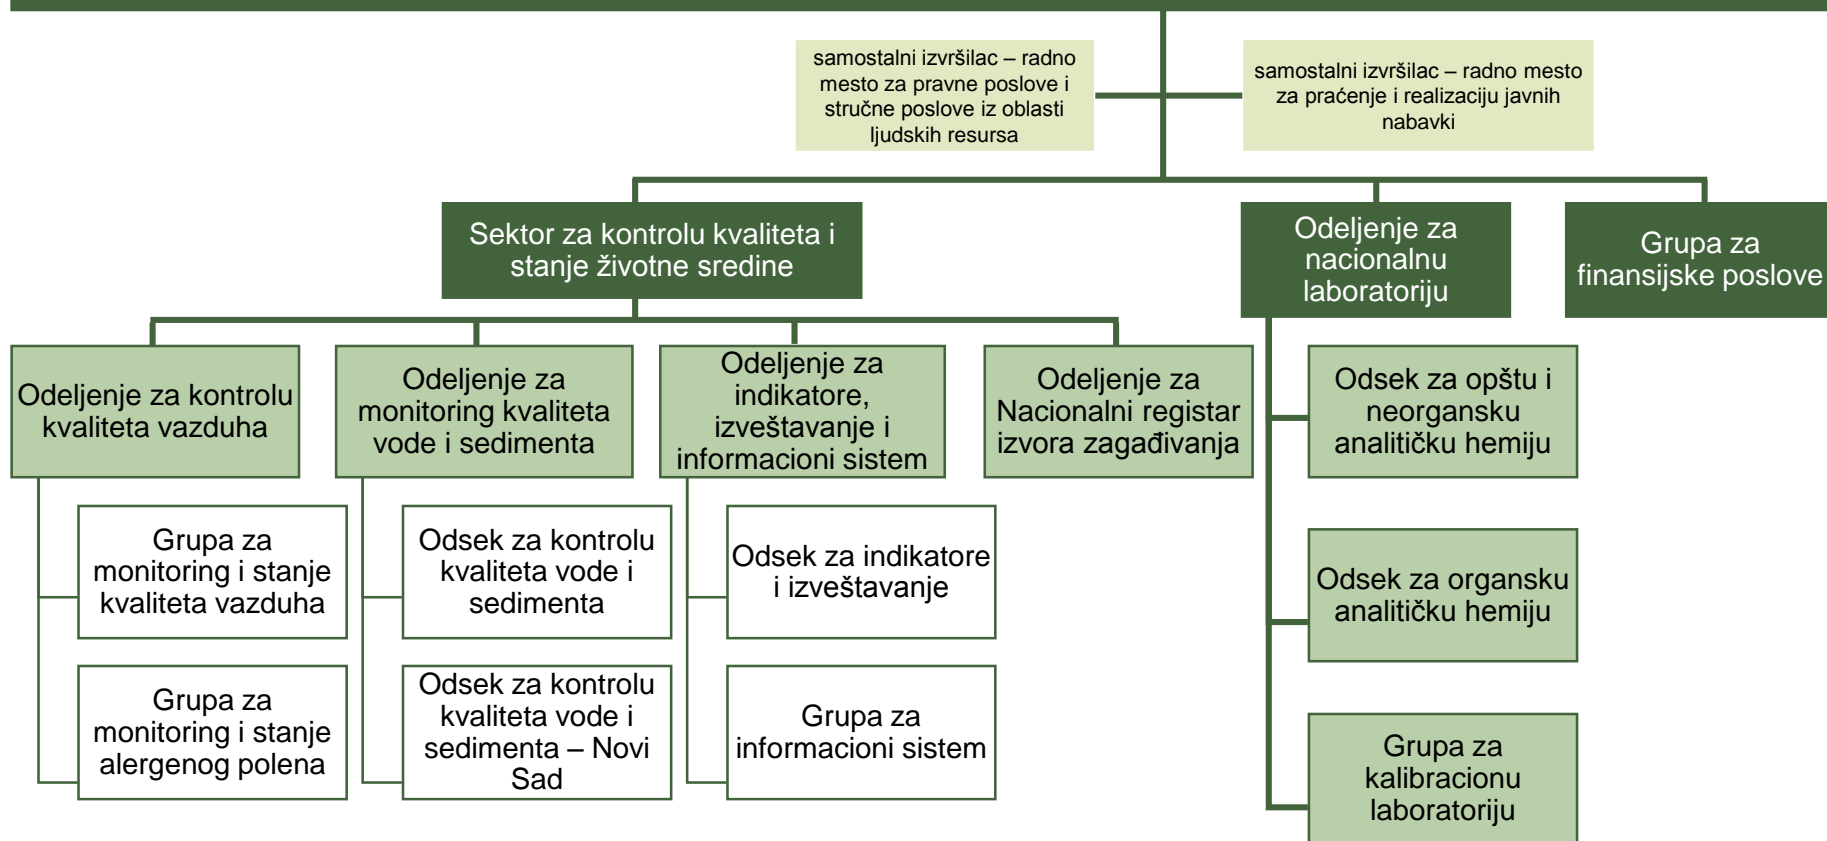 samostalni izvršilac – radno
mesto za pravne poslove i
stručne poslove iz oblasti
ljudskih resursa
samostalni izvršilac – radno mesto
za praćenje i realizaciju javnih
nabavki
Sektor za kontrolu kvaliteta i
stanje životne sredine
Odeljenje za
nacionalnu
laboratoriju
Grupa za
finansijske poslove
Odeljenje za kontrolu
kvaliteta vazduha
Odeljenje za
monitoring kvaliteta
vode i sedimenta
Odeljenje za
indikatore,
izveštavanje i
informacioni sistem
Odeljenje za
Nacionalni registar
izvora zagađivanja
Odsek za opštu i
neorgansku
analitičku hemiju
Grupa za
monitoring i stanje
kvaliteta vazduha
Odsek za kontrolu
kvaliteta vode i
sedimenta
Odsek za indikatore
i izveštavanje
Odsek za organsku
analitičku hemiju
Grupa za
monitoring i stanje
alergenog polena
Odsek za kontrolu
kvaliteta vode i
sedimenta – Novi
Sad
Grupa za
informacioni sistem
Grupa za
kalibracionu
laboratoriju